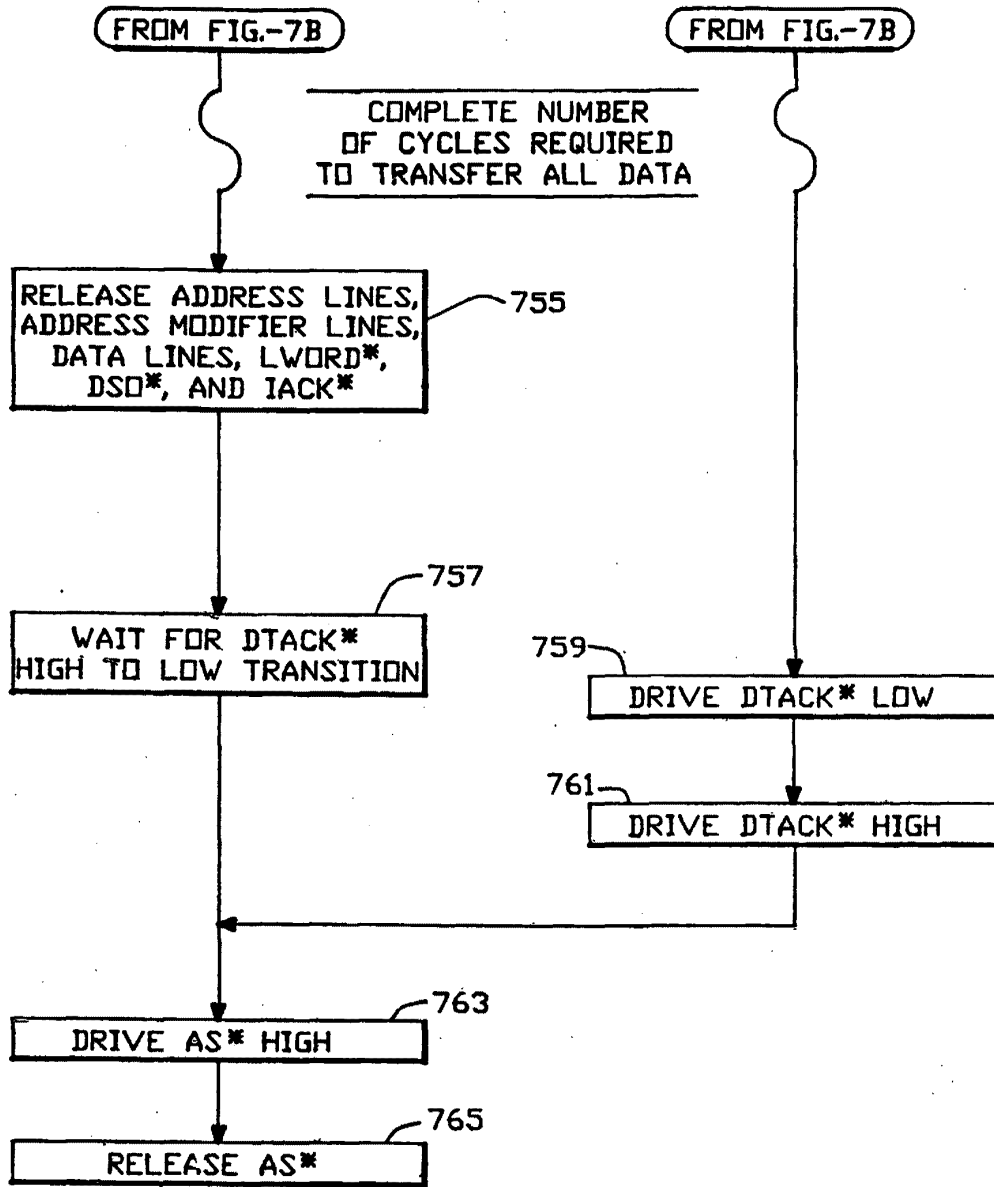 FROM FIG.-7B
FROM FIG.-7B
COMPLETE NUMBER
OF CYCLES REQUIRED
TO TRANSFER ALL DATA
RELEASE ADDRESS LINES,
ADDRESS MODIFIER LINES,
DATA LINES, LWORD*,
DSO*, AND IACK*
755
757
WAIT FOR DTACK*
HIGH TO LOW TRANSITION
759
DRIVE DTACK* LOW
761
DRIVE DTACK* HIGH
763
DRIVE AS* HIGH
765
RELEASE AS*